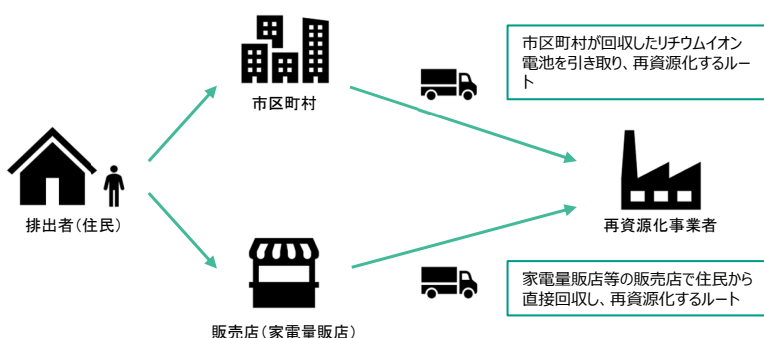 市区町村が回収したリチウムイオン
電池を引き取り、再資源化するルー
ト
市区町村
排出者(住民)
再資源化事業者
家電量販店等の販売店で住民から
直接回収し、再資源化するルート
販売店(家電量販店)